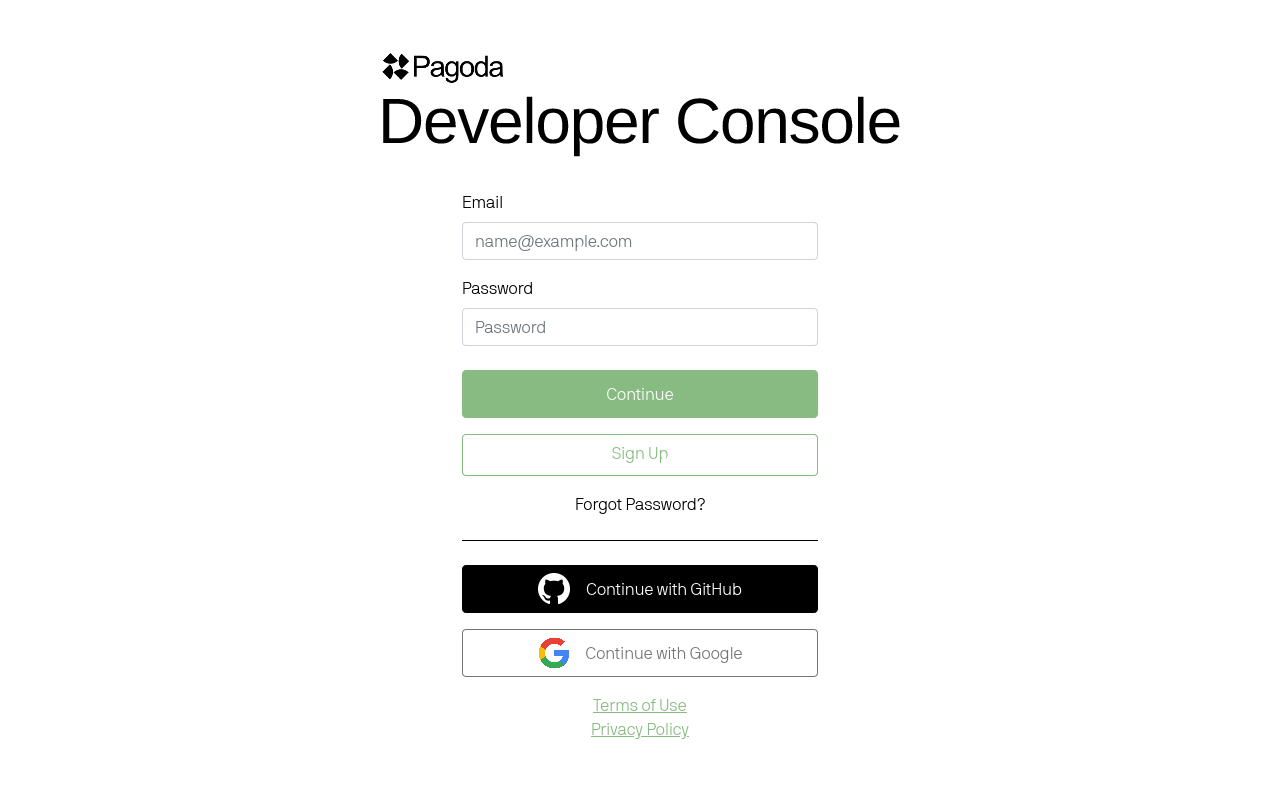 Pagoda
Developer Console
Email
name@example.com
Password
Password
Continue
Sign Up
Forgot Password?
Continue with GitHub
Continue with Google
Terms of Use
Privacy Policy